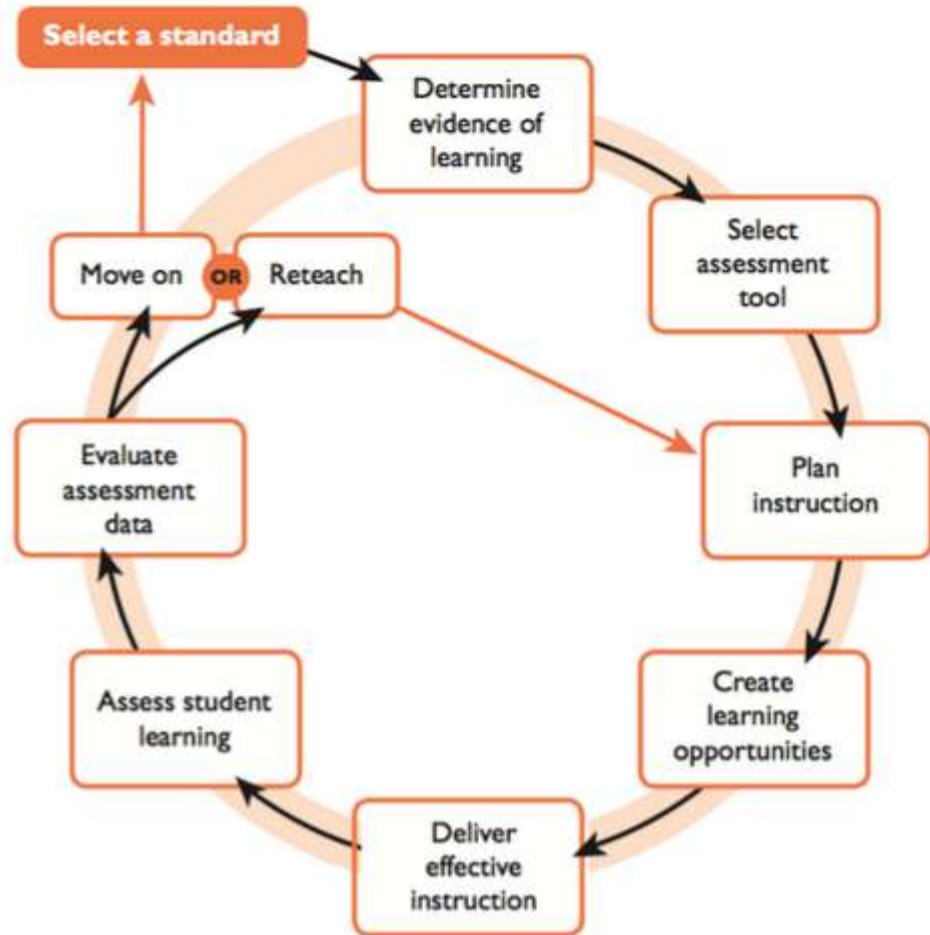 Select a standard
Determine
evidence of
learning
Select
assessment
tool
Plan
instruction
Create
learning
opportunities
Deliver
effective
instruction
Assess student
learning
Evaluate
assessment
data
Move on
OR
Reteach